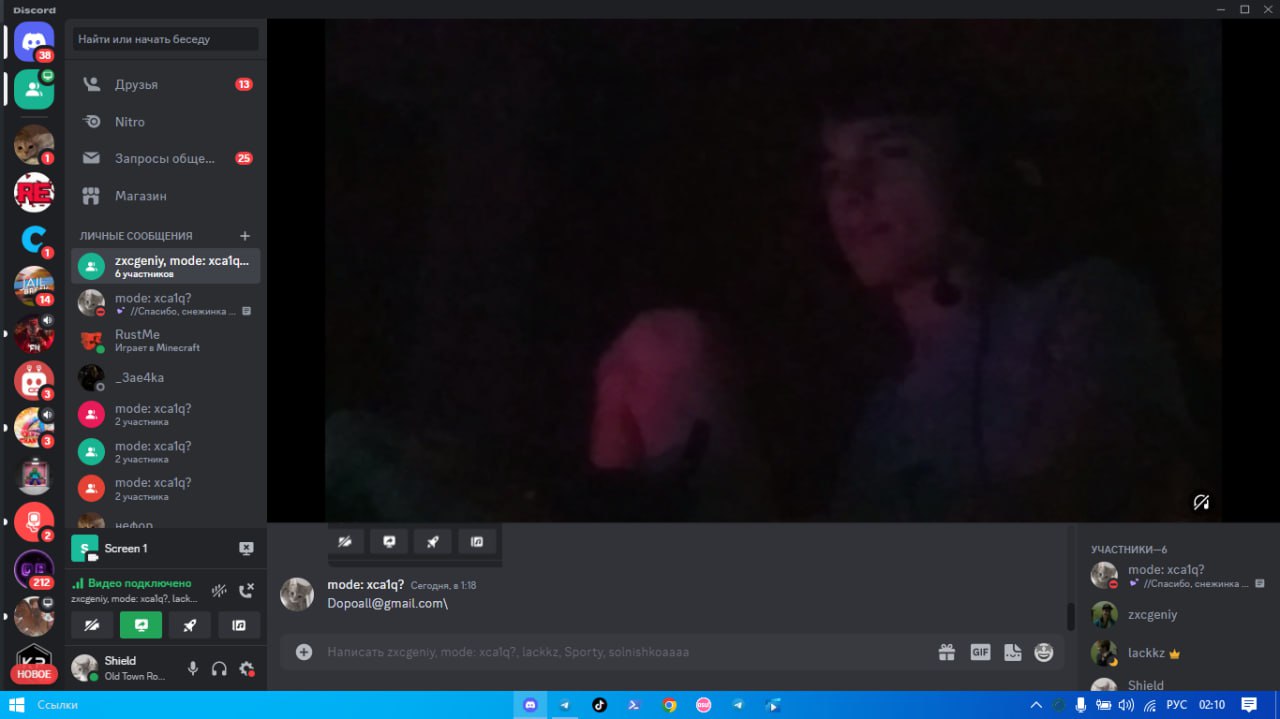 Discord
38
Найти или начать беседу
Друзья
13
Nitro
Запросы обще...
25
Магазин
ЛИЧНЫЕ СООБЩЕНИЯ
zxcgeniy, mode: xca1q...
6 участников
mode: xca1q?
//Спасибо, снежинка ...
RustMe
Играет в Minecraft
_3ae4ka
mode: xca1q?
2 участника
mode: xca1q?
2 участника
mode: xca1q?
2 участника
нефор
1
RE
1
14
3
3
2
212
НОВОЕ
S
Screen 1
Видео подключено
zxcgeniy, mode: xca1q?, lack...
Shield
Old Town Ro...
mode: xca1q? Сегодня, в 1:18
Dopoall@gmail.com\
Написать zxcgeniy, mode: xca1q?, lackkz, Sporty, solnishkoaaaa
GIF
УЧАСТНИКИ—6
mode: xca1q?
//Спасибо, снежинка ...
zxcgeniy
lackkz
Shield
Ссылки
РУС
02:10